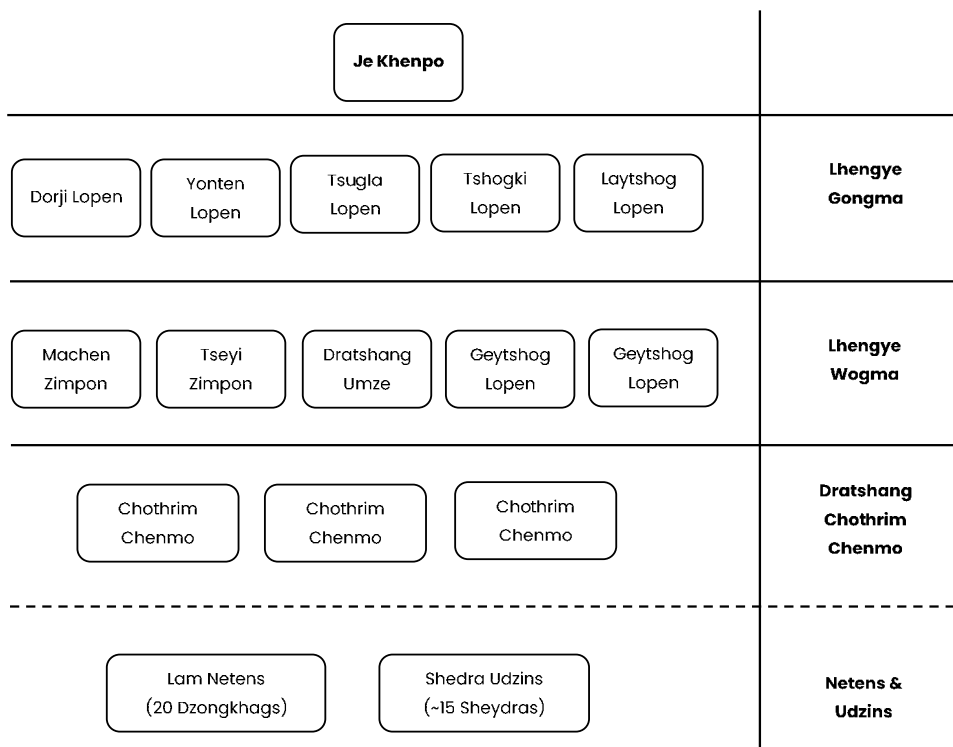 Je Khenpo
Dorji Lopen
Yonten
Lopen
Tsugla
Lopen
Tshogki
Lopen
Laytshog
Lopen
Lhengye
Gongma
Machen
Zimpon
Tseyi
Zimpon
Dratshang
Umze
Geytshog
Lopen
Geytshog
Lopen
Lhengye
Wogma
Chothrim
Chenmo
Chothrim
Chenmo
Chothrim
Chenmo
Dratshang
Chothrim
Chenmo
Lam Netens
(20 Dzongkhags)
Shedra Udzins
(~15 Sheydras)
Netens &
Udzins